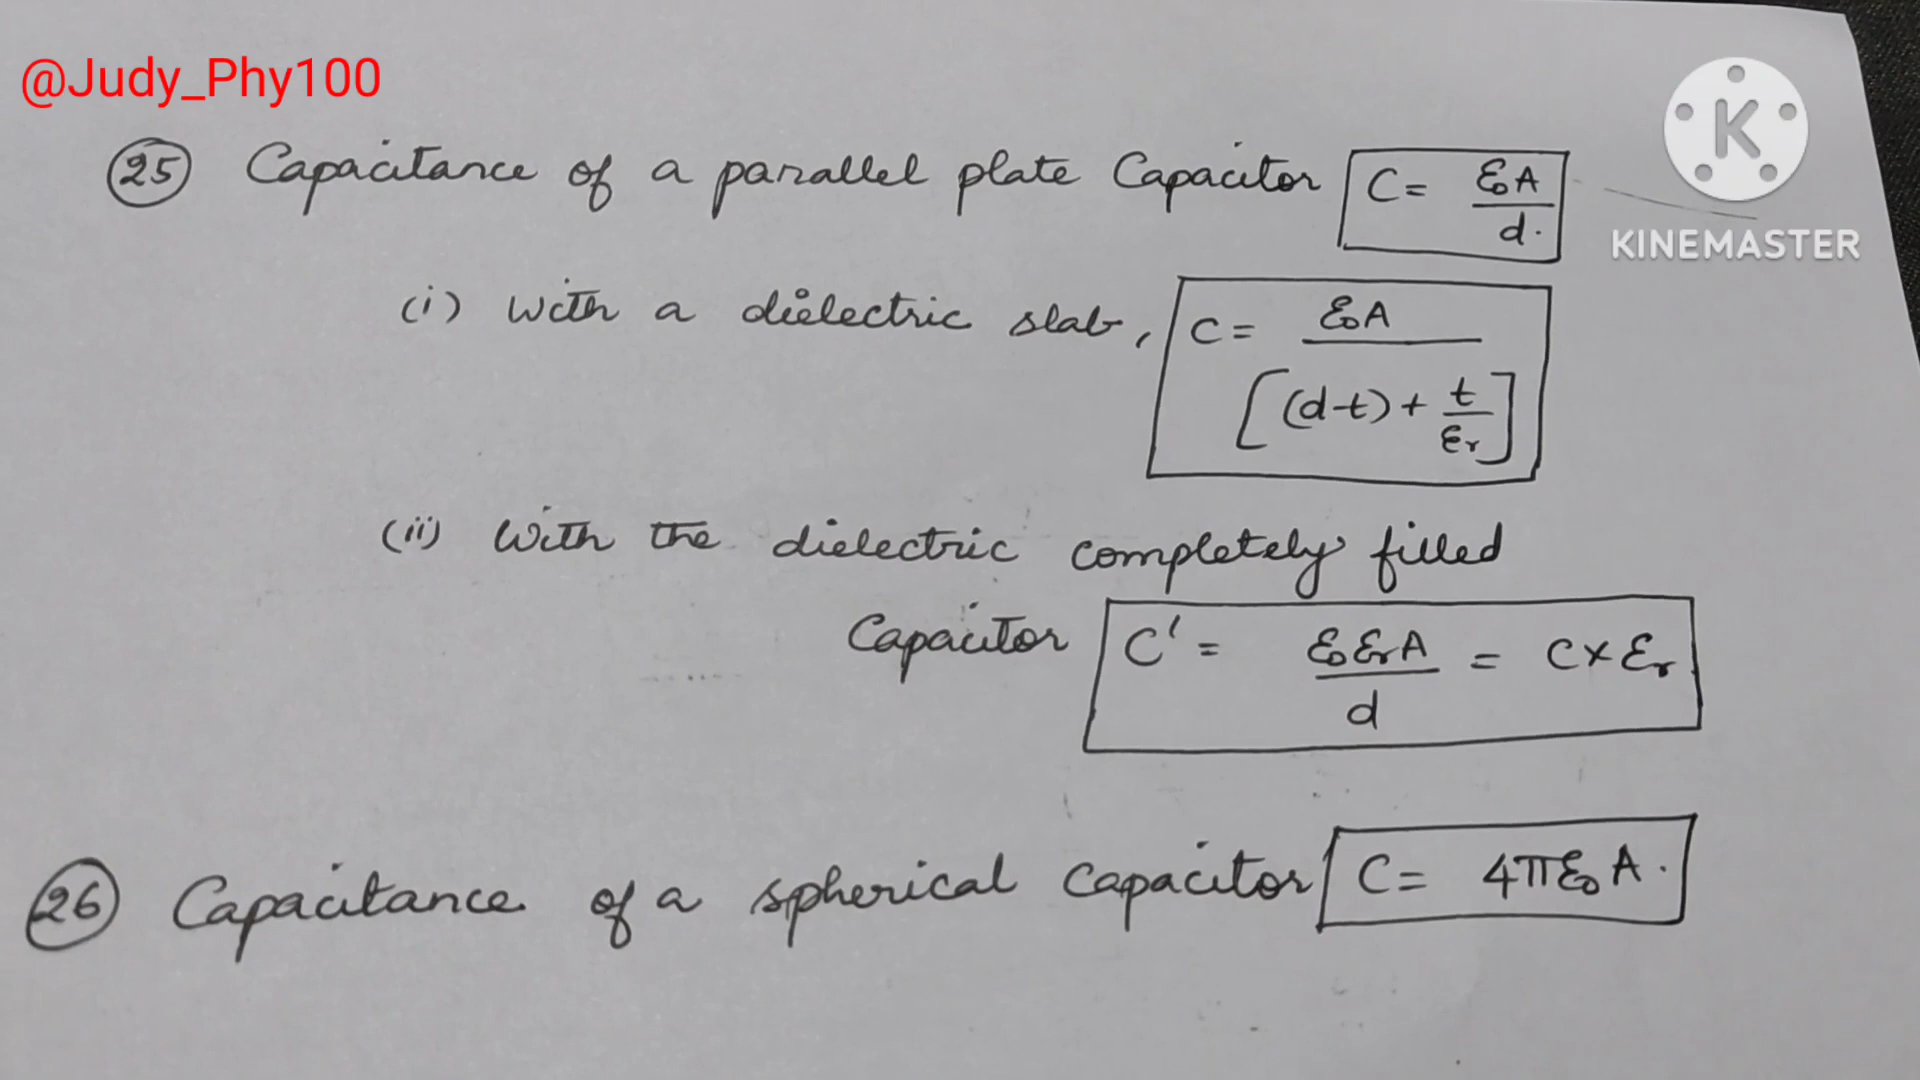 @Judy_Phy100
K
KINEMASTER
(25) Capacitance of a parallel plate Capacitor C = ε₀A / d.
(i) With a dielectric slab, C = ε₀A / [(d-t) + t/εr]
(ii) With the dielectric completely filled
Capacitor C' = ε₀εrA / d = C × εr
(26) Capacitance of a spherical capacitor C = 4πε₀A.